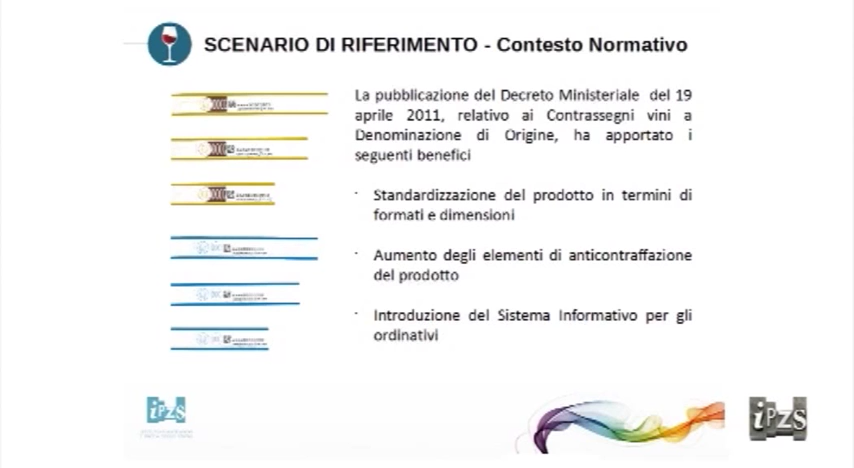 SCENARIO DI RIFERIMENTO - Contesto Normativo
La pubblicazione del Decreto Ministeriale del 19
aprile 2011, relativo ai Contrassegni vini a
Denominazione di Origine, ha apportato i
seguenti benefici
Standardizzazione del prodotto in termini di
formati e dimensioni
Aumento degli elementi di anticontraffazione
del prodotto
Introduzione del Sistema Informativo per gli
ordinativi
iPZS
iPZS